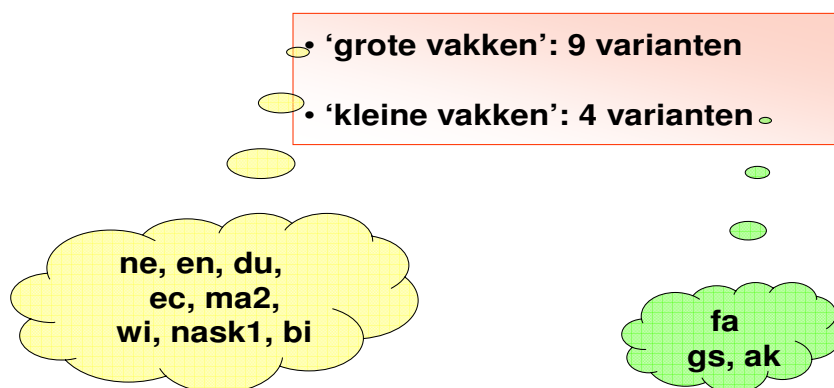 • ‘grote vakken’: 9 varianten
• ‘kleine vakken’: 4 varianten
ne, en, du,
ec, ma2,
wi, nask1, bi
fa
gs, ak